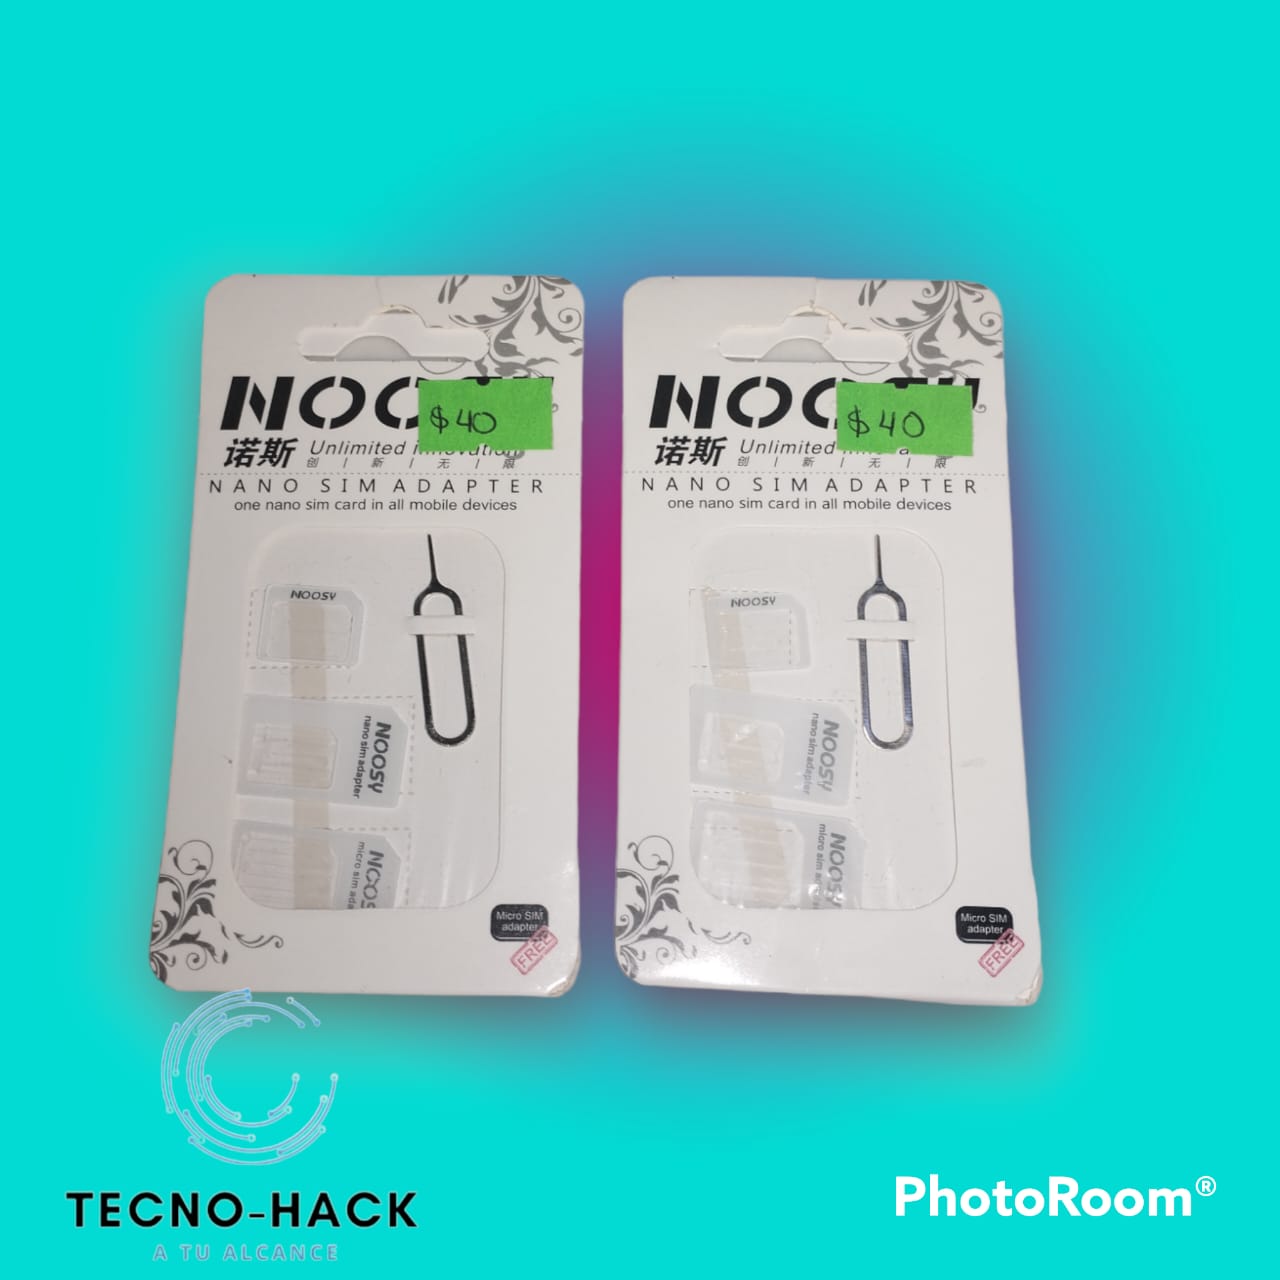 NOOSY
$40
诺斯 Unlimited innovation
创 | 新 | 无 | 限
NANO SIM ADAPTER
one nano sim card in all mobile devices
NOOSY
NOOSY
nano sim adapter
NOOSY
micro sim
Micro SIM
adapter
FREE
NOOSY
$40
诺斯 Unlimited
创 | 新 | 无 | 限
NANO SIM ADAPTER
one nano sim card in all mobile devices
NOOSY
NOOSY
nano sim adapter
NOOSY
micro sim
Micro SIM
adapter
FREE
TECNO-HACK
A TU ALCANCE
PhotoRoom®